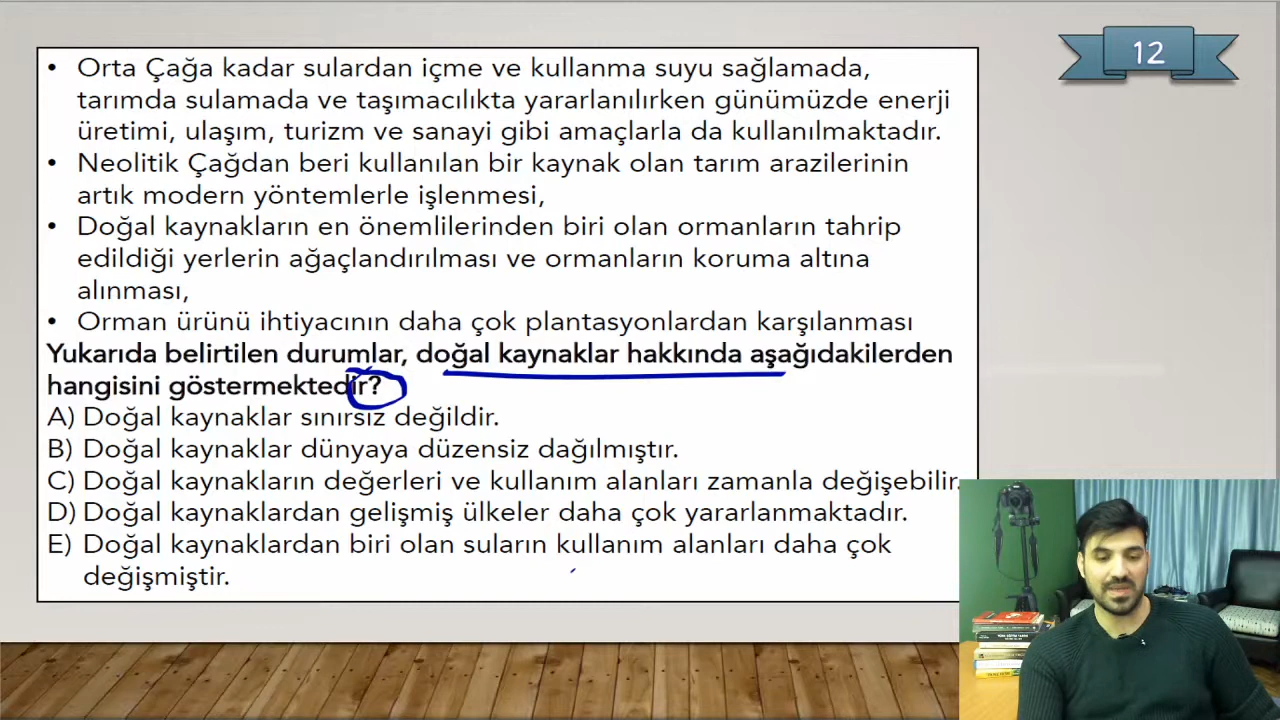 12
• Orta Çağa kadar sulardan içme ve kullanma suyu sağlamada,
tarımda sulamada ve taşımacılıkta yararlanılırken günümüzde enerji
üretimi, ulaşım, turizm ve sanayi gibi amaçlarla da kullanılmaktadır.
• Neolitik Çağdan beri kullanılan bir kaynak olan tarım arazilerinin
artık modern yöntemlerle işlenmesi,
• Doğal kaynakların en önemlilerinden biri olan ormanların tahrip
edildiği yerlerin ağaçlandırılması ve ormanların koruma altına
alınması,
• Orman ürünü ihtiyacının daha çok plantasyonlardan karşılanması
Yukarıda belirtilen durumlar, doğal kaynaklar hakkında aşağıdakilerden
hangisini göstermektedir?
A) Doğal kaynaklar sınırsız değildir.
B) Doğal kaynaklar dünyaya düzensiz dağılmıştır.
C) Doğal kaynakların değerleri ve kullanım alanları zamanla değişebilir.
D) Doğal kaynaklardan gelişmiş ülkeler daha çok yararlanmaktadır.
E) Doğal kaynaklardan biri olan suların kullanım alanları daha çok
değişmiştir.